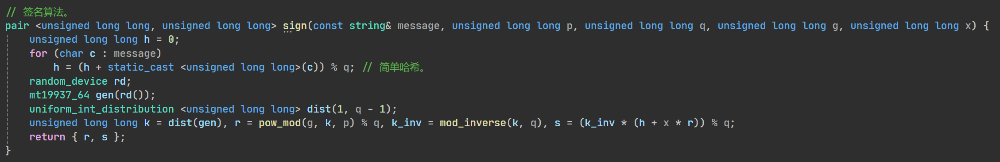 // 签名算法。
pair <unsigned long long, unsigned long long> sign(const string& message, unsigned long long p, unsigned long long q, unsigned long long g, unsigned long long x) {
    unsigned long long h = 0;
    for (char c : message)
        h = (h + static_cast <unsigned long long>(c)) % q; // 简单哈希。
    random_device rd;
    mt19937_64 gen(rd());
    uniform_int_distribution <unsigned long long> dist(1, q - 1);
    unsigned long long k = dist(gen), r = pow_mod(g, k, p) % q, k_inv = mod_inverse(k, q), s = (k_inv * (h + x * r)) % q;
    return { r, s };
}